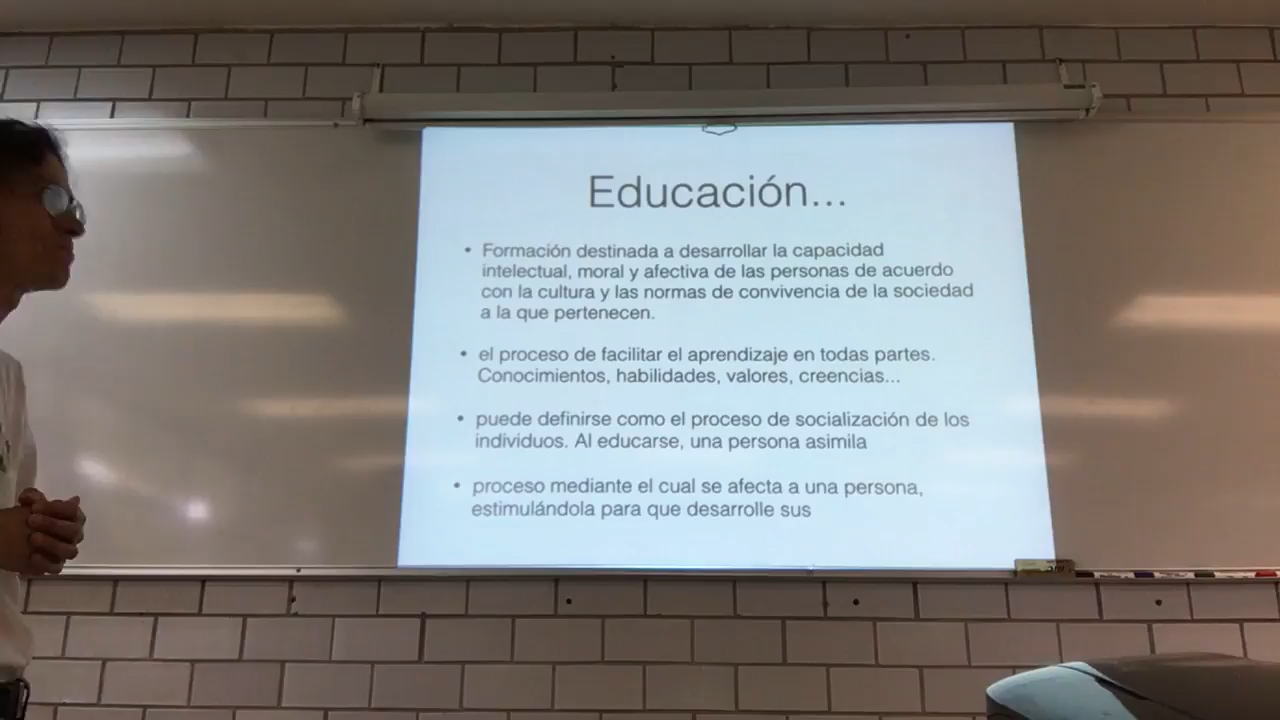 Educación...
• Formación destinada a desarrollar la capacidad
intelectual, moral y afectiva de las personas de acuerdo
con la cultura y las normas de convivencia de la sociedad
a la que pertenecen.
• el proceso de facilitar el aprendizaje en todas partes.
Conocimientos, habilidades, valores, creencias...
• puede definirse como el proceso de socialización de los
individuos. Al educarse, una persona asimila
• proceso mediante el cual se afecta a una persona,
estimulándola para que desarrolle sus